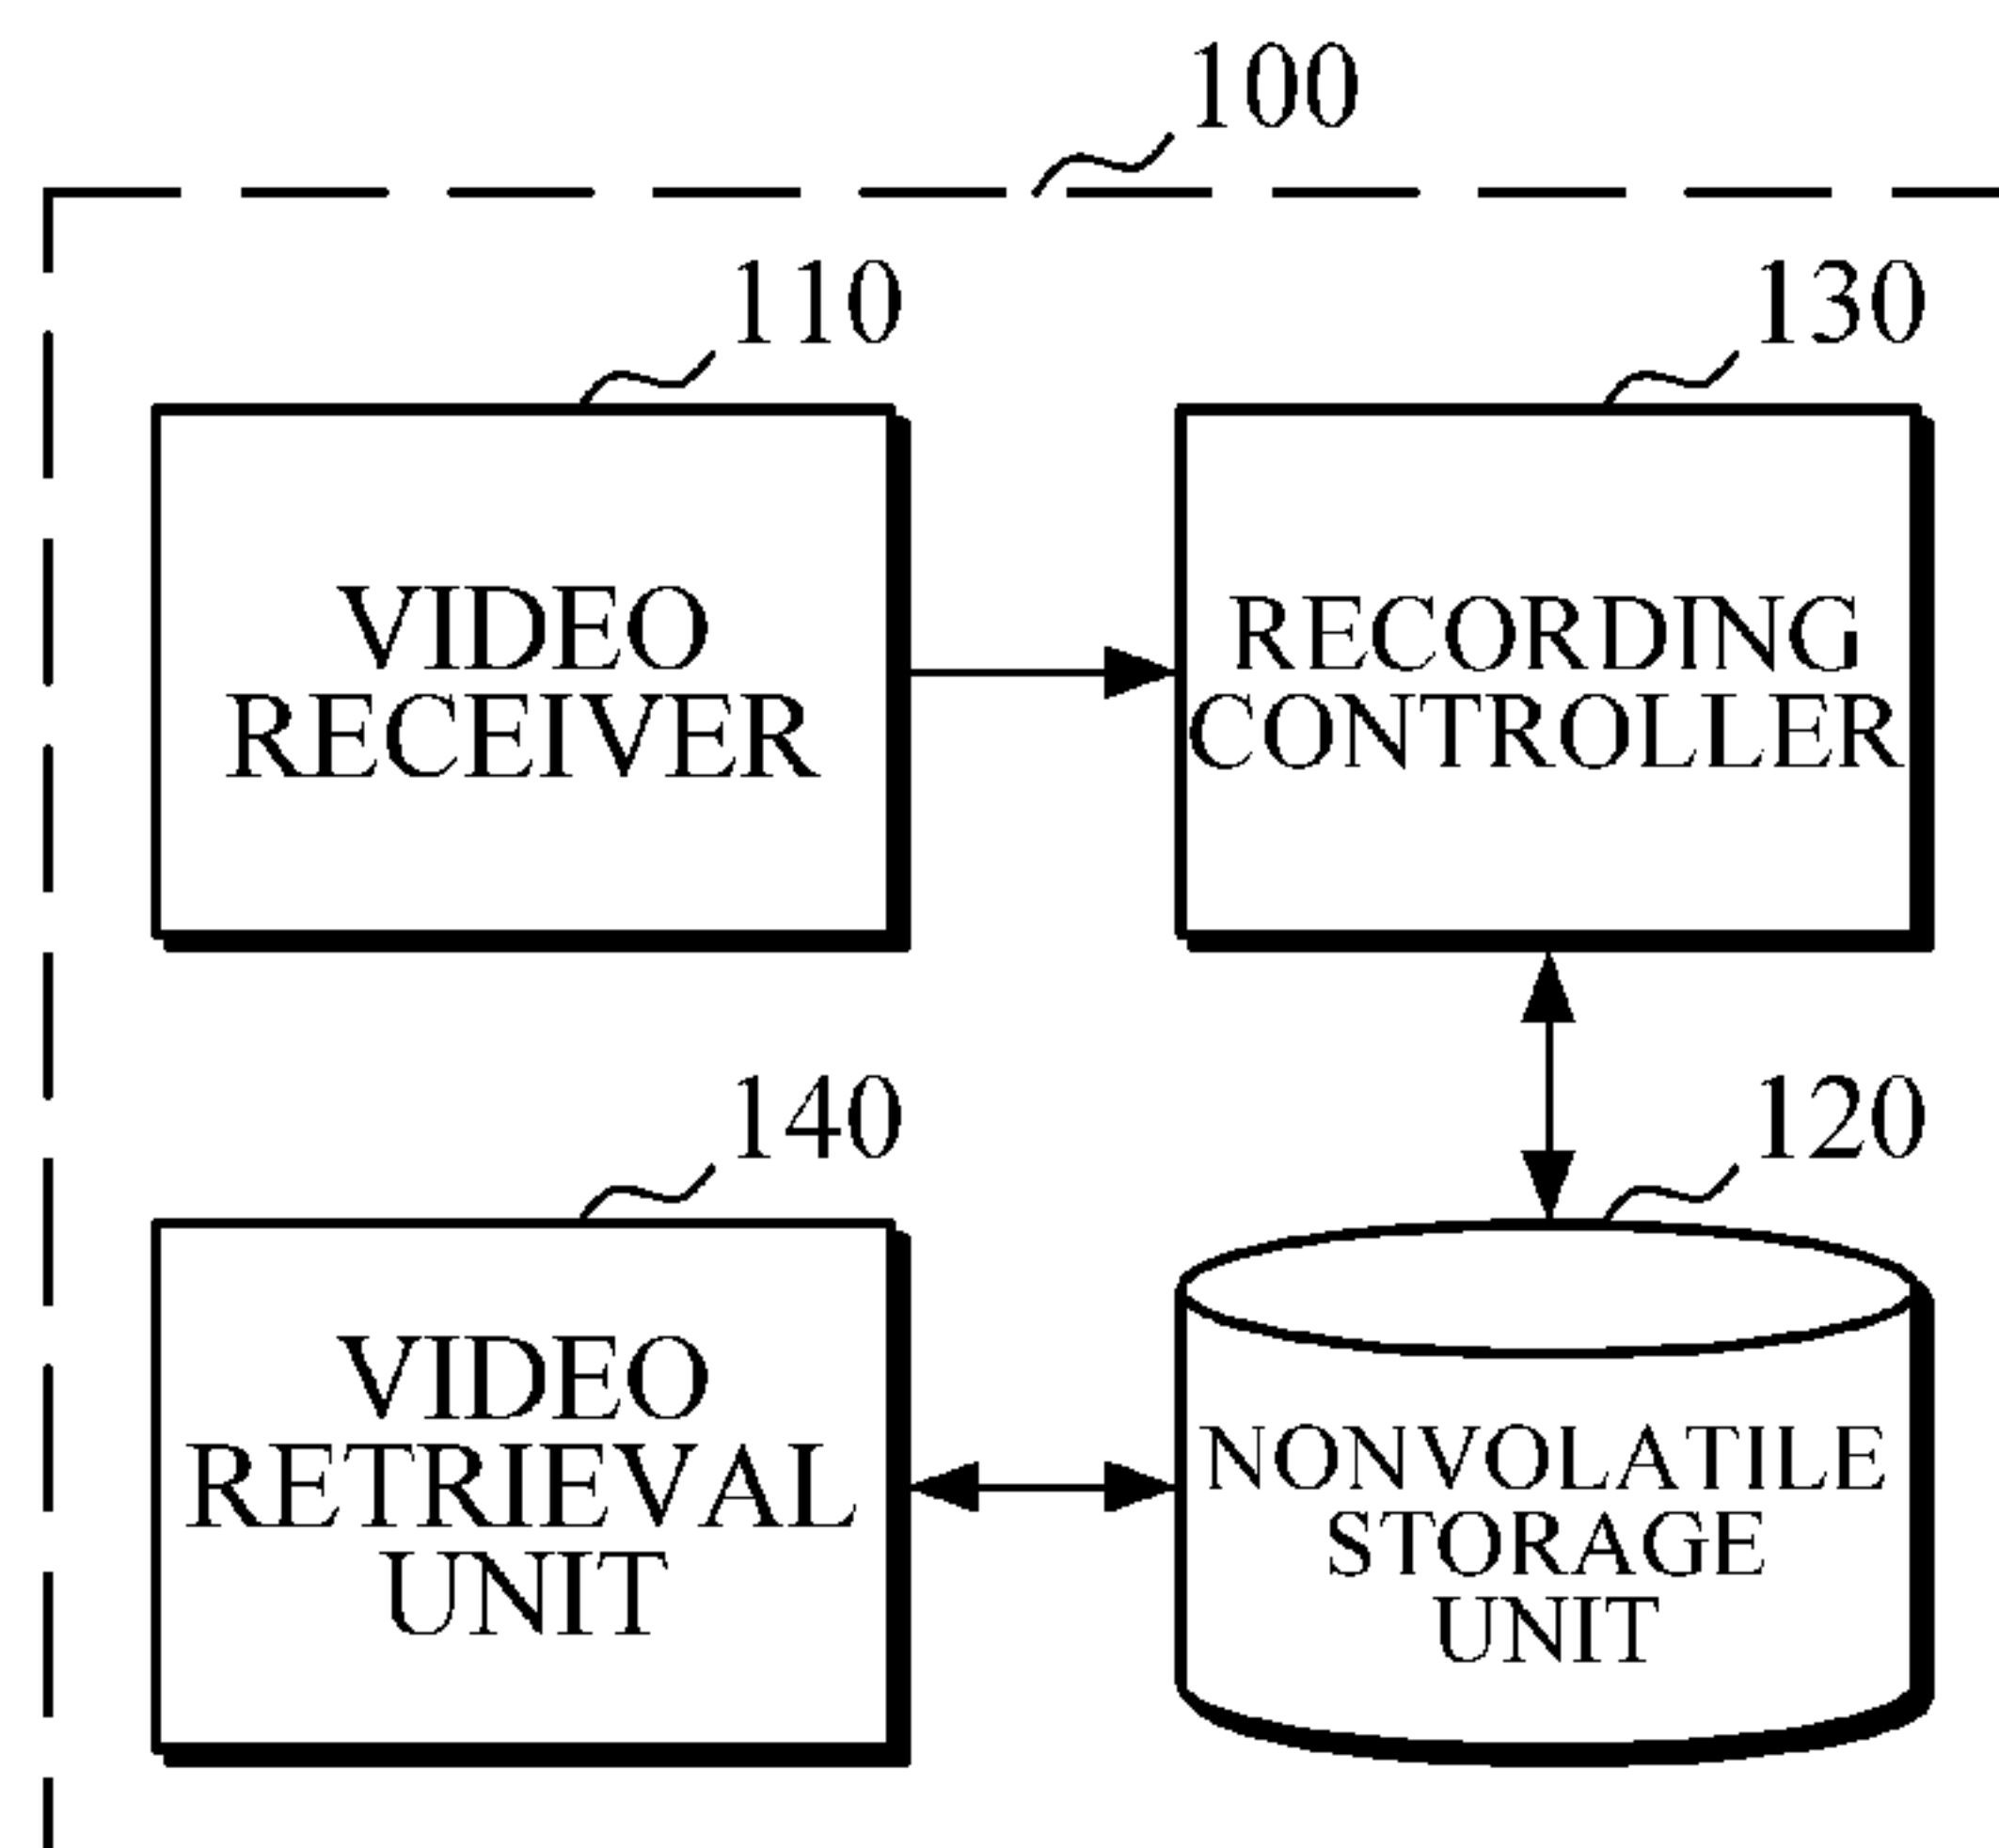 100
110
130
VIDEO
RECEIVER
RECORDING
CONTROLLER
140
120
VIDEO
RETRIEVAL
UNIT
NONVOLATILE
STORAGE
UNIT